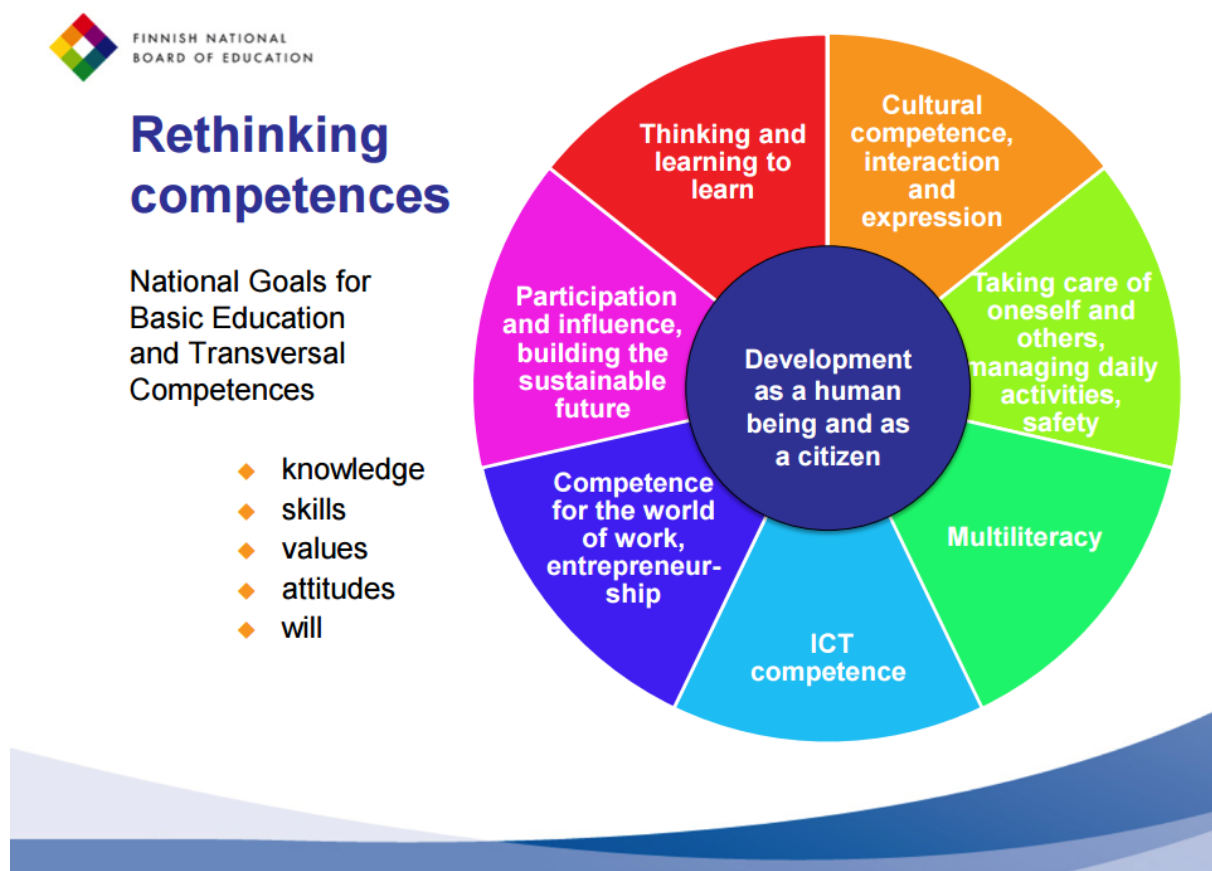 FINNISH NATIONAL
BOARD OF EDUCATION
Rethinking
competences
National Goals for
Basic Education
and Transversal
Competences
knowledge
skills
values
attitudes
will
Thinking and
learning to
learn
Cultural
competence,
interaction
and
expression
Taking care of
oneself and
others,
managing daily
activities,
safety
Multiliteracy
ICT
competence
Competence
for the world
of work,
entrepreneur-
ship
Participation
and influence,
building the
sustainable
future
Development
as a human
being and as
a citizen